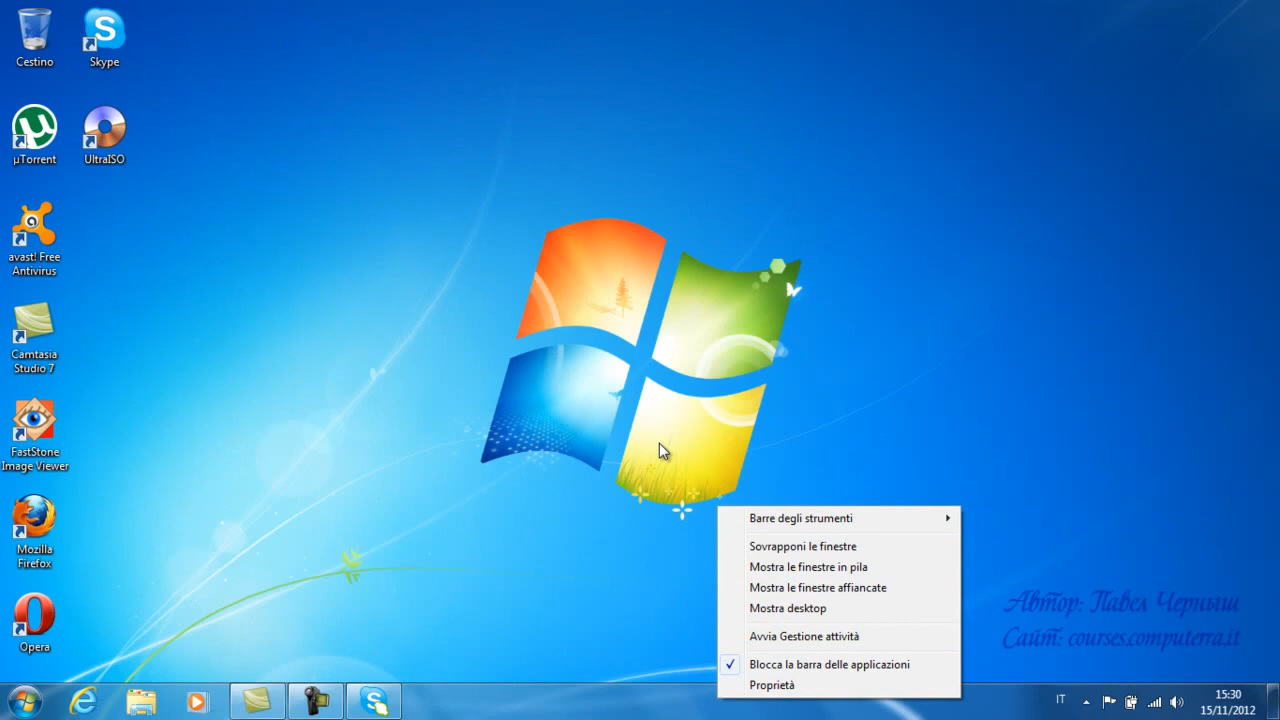 Cestino
Skype
µTorrent
UltraISO
avast! Free
Antivirus
Camtasia
Studio 7
FastStone
Image Viewer
Mozilla
Firefox
Opera
Barre degli strumenti
Sovrapponi le finestre
Mostra le finestre in pila
Mostra le finestre affiancate
Mostra desktop
Avvia Gestione attività
Blocca la barra delle applicazioni
Proprietà
Автор: Павел Черныш
Сайт: courses.computerra.it
IT
15:30
15/11/2012